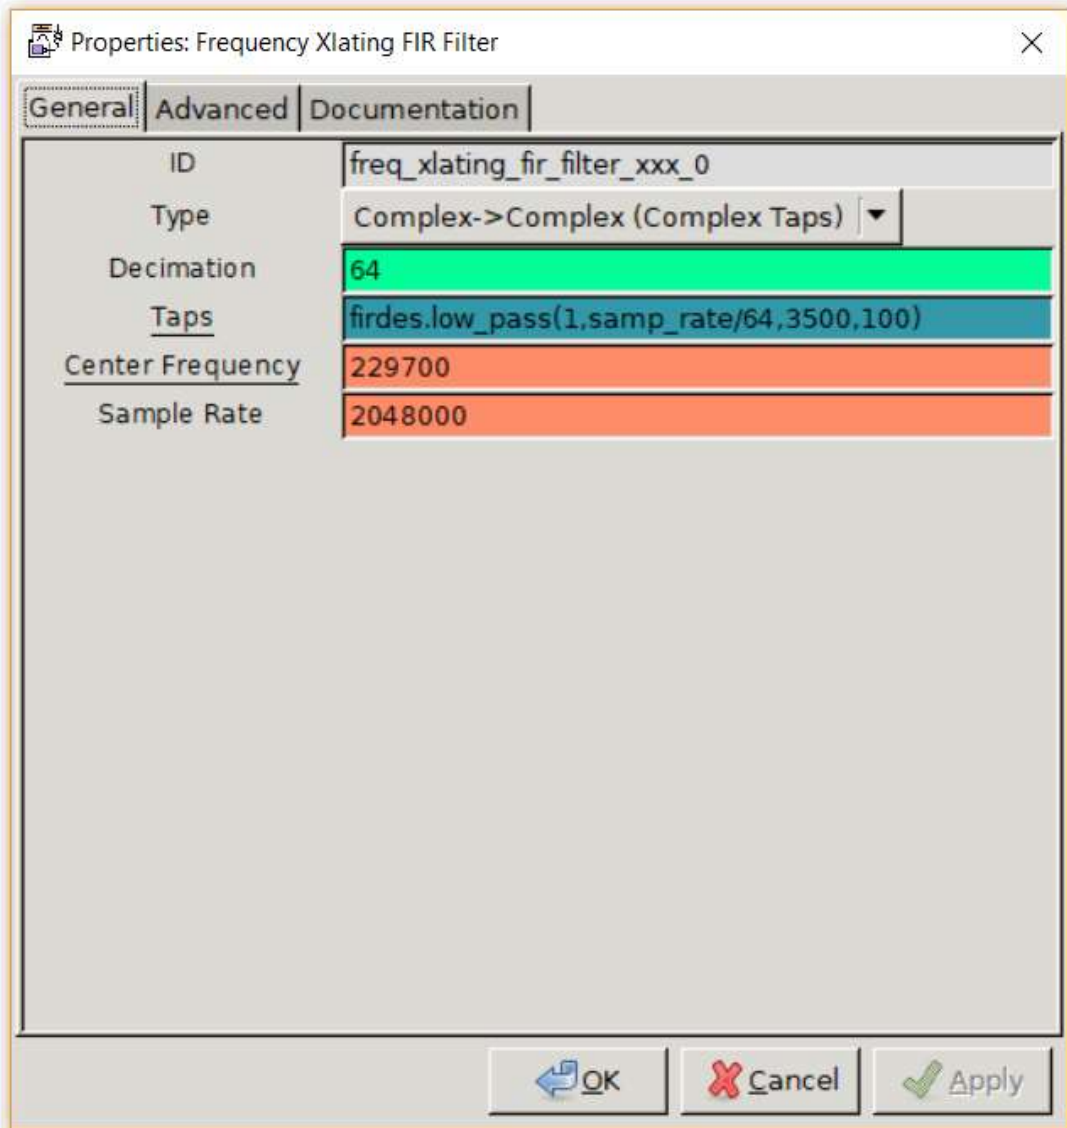 Properties: Frequency Xlating FIR Filter
General Advanced Documentation
ID freq_xlating_fir_filter_xxx_0
Type Complex->Complex (Complex Taps)
Decimation 64
Taps firdes.low_pass(1,samp_rate/64,3500,100)
Center Frequency 229700
Sample Rate 2048000
OK Cancel Apply